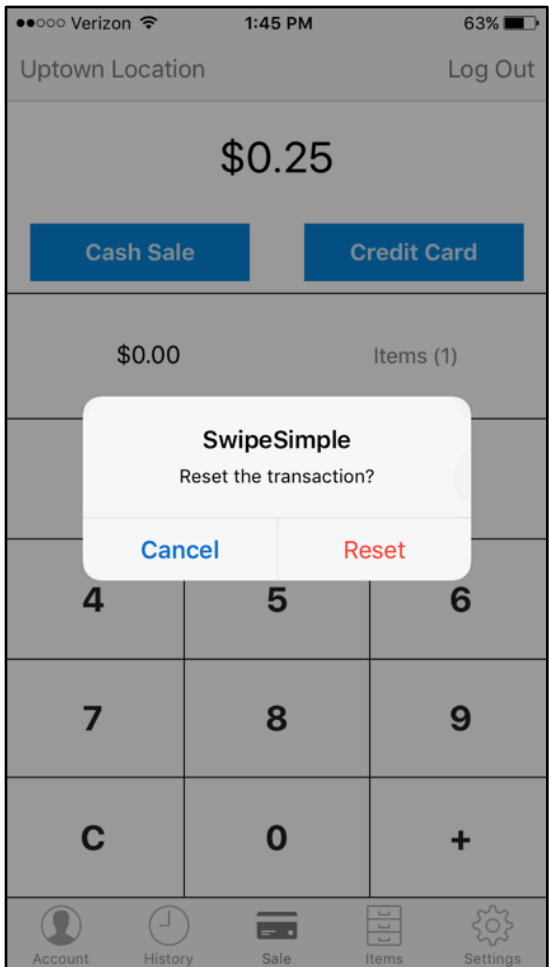 Verizon 1:45 PM 63%
Uptown Location Log Out
$0.25
Cash Sale Credit Card
$0.00 Items (1)
SwipeSimple
Reset the transaction?
Cancel Reset
4 5 6
7 8 9
C 0 +
Account History Sale Items Settings